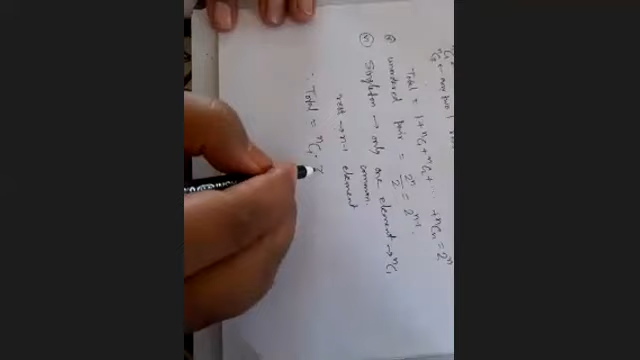 Total = 1 + ⁿC₁ + ⁿC₂ + ... + ⁿCₙ = 2ⁿ
unordered pair = 2ⁿ/2 = 2ⁿ⁻¹.
Singleton → only one element → ⁿC₁
common.
rest → n-1 element
∴ Total = ⁿC₁.